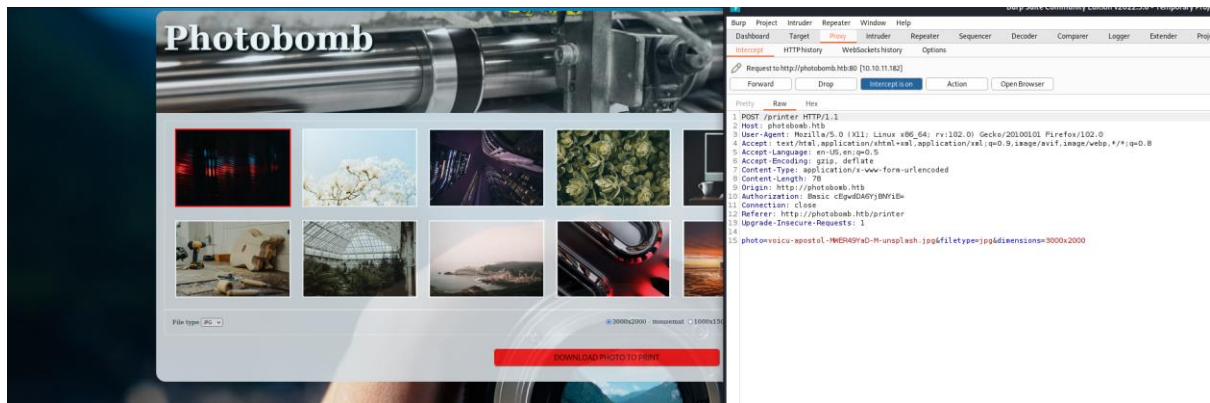 Photobomb
File type JPG
3000x2000 - mousemat
DOWNLOAD PHOTO TO PRINT
Burp Project Intruder Repeater Window Help
Dashboard Target Proxy Intruder Repeater Sequencer Decoder Comparer Logger Extender
Intercept HTTP history WebSockets history Options
Request to http://photobomb.htb:80 [10.10.11.182]
Forward Drop Intercept is on Action Open Browser
Pretty Raw Hex
1 POST /printer HTTP/1.1
2 Host: photobomb.htb
3 User-Agent: Mozilla/5.0 (X11; Linux x86_64; rv:102.0) Gecko/20100101 Firefox/102.0
4 Accept: text/html,application/xhtml+xml,application/xml;q=0.9,image/avif,image/webp,*/*;q=0.8
5 Accept-Language: en-US,en;q=0.5
6 Accept-Encoding: gzip, deflate
7 Content-Type: application/x-www-form-urlencoded
8 Content-Length: 78
9 Origin: http://photobomb.htb
10 Authorization: Basic
11 Connection: close
12 Referer: http://photobomb.htb/printer
13 Upgrade-Insecure-Requests: 1
14
15 photo=voicu-apostol-MWER49YaD-M-unsplash.jpg&filetype=jpg&dimensions=3000x2000